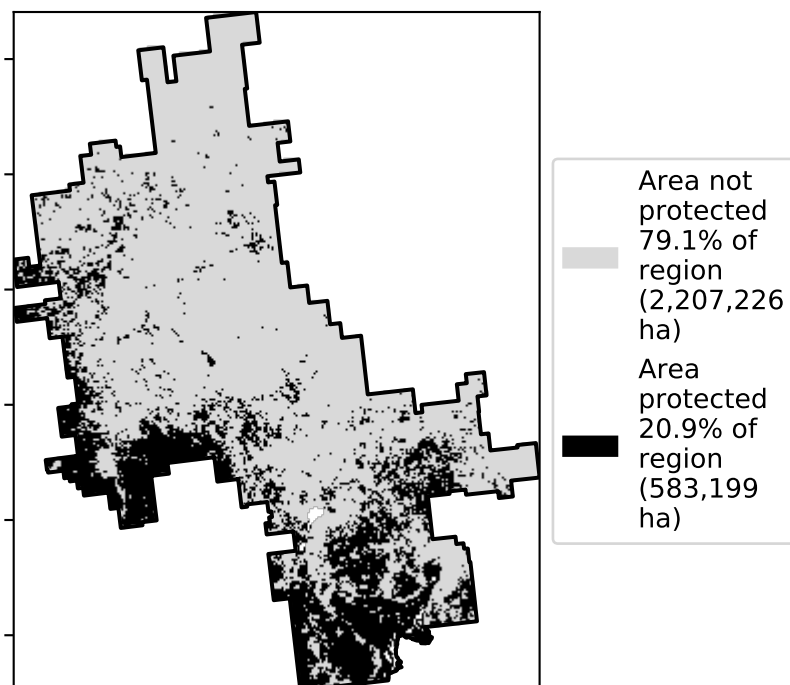 Area not
protected
79.1% of
region
(2,207,226
ha)
Area
protected
20.9% of
region
(583,199
ha)